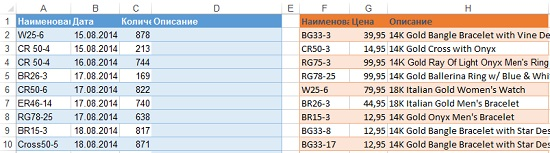 A B C D E F G H
1 Наименова Дата Колич Описание Наименова Цена Описание
2 W25-6 15.08.2014 878 BG33-3 39,95 14K Gold Bangle Bracelet with Vine De
3 CR 50-4 15.08.2014 213 CR50-3 14,95 14K Gold Cross with Onyx
4 CR 50-4 16.08.2014 744 RG75-3 99,95 14K Gold Ray Of Light Onyx Men's Ring
5 BR26-3 17.08.2014 169 RG78-25 99,95 14K Gold Ballerina Ring w/ Blue & Whi
6 CR50-6 17.08.2014 822 W25-6 79,95 18K Italian Gold Women's Watch
7 ER46-14 17.08.2014 740 BR26-3 44,95 18K Italian Gold Men's Bracelet
8 RG78-25 17.08.2014 638 BR15-3 12,95 14K Gold Onyx Men's Bracelet
9 BR15-3 18.08.2014 817 BG33-8 12,95 14K Gold Bangle Bracelet with Star Des
10 Cross50-5 18.08.2014 871 BG33-17 12,95 14K Gold Bangle Bracelet with Star Des